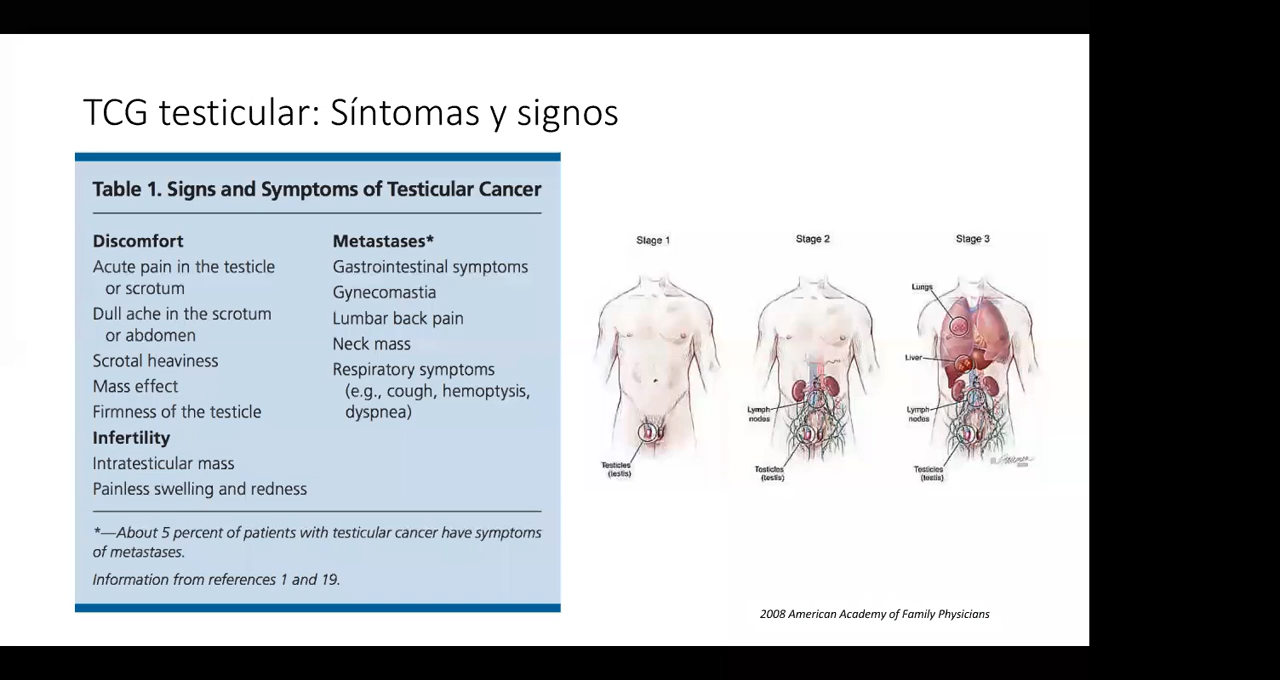 TCG testicular: Síntomas y signos
Table 1. Signs and Symptoms of Testicular Cancer
Discomfort
Acute pain in the testicle
or scrotum
Dull ache in the scrotum
or abdomen
Scrotal heaviness
Mass effect
Firmness of the testicle
Infertility
Intratesticular mass
Painless swelling and redness
Metastases*
Gastrointestinal symptoms
Gynecomastia
Lumbar back pain
Neck mass
Respiratory symptoms
(e.g., cough, hemoptysis,
dyspnea)
*—About 5 percent of patients with testicular cancer have symptoms
of metastases.
Information from references 1 and 19.
Stage 1
Testicles
(testis)
Stage 2
Lymph
nodes
Testicles
(testis)
Stage 3
Lungs
Liver
Lymph
nodes
Testicles
(testis)
2008 American Academy of Family Physicians